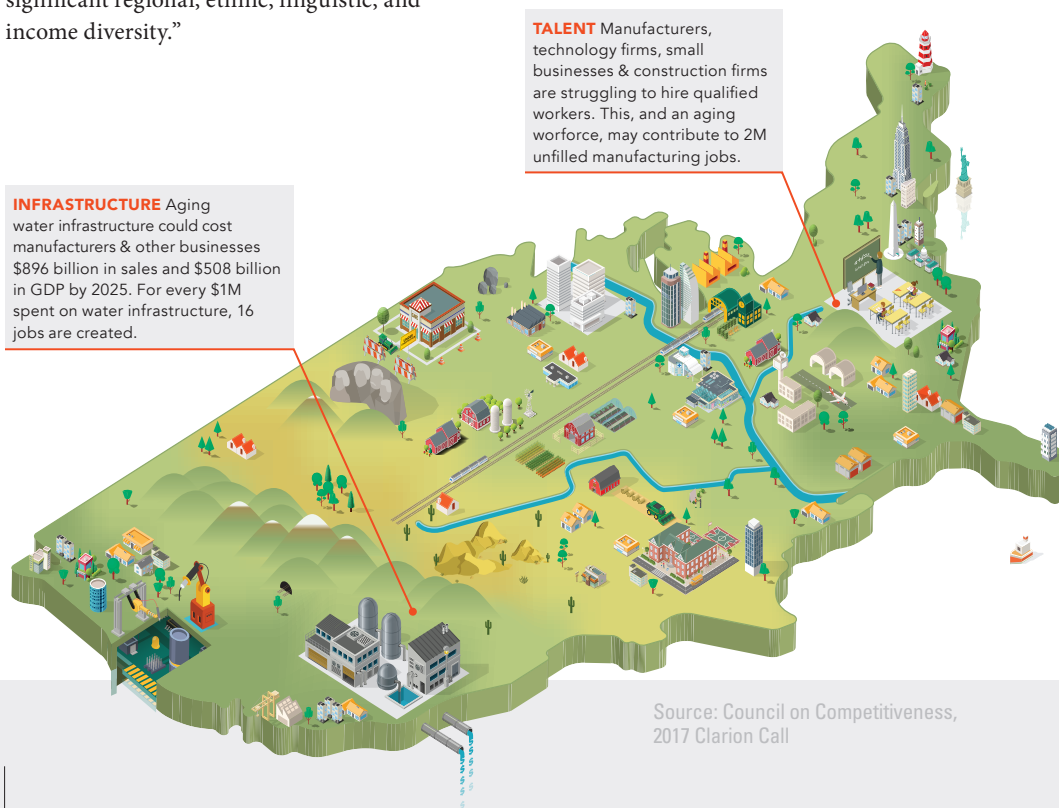 significant regional, ethnic, linguistic, and
income diversity.”
TALENT Manufacturers,
technology firms, small
businesses & construction firms
are struggling to hire qualified
workers. This, and an aging
worforce, may contribute to 2M
unfilled manufacturing jobs.
INFRASTRUCTURE Aging
water infrastructure could cost
manufacturers & other businesses
$896 billion in sales and $508 billion
in GDP by 2025. For every $1M
spent on water infrastructure, 16
jobs are created.
Source: Council on Competitiveness,
2017 Clarion Call